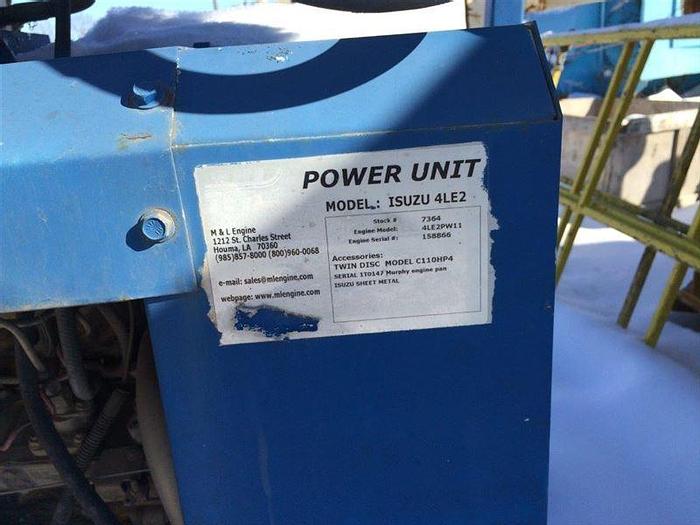 POWER UNIT
MODEL: ISUZU 4LE2
M & L Engine
1212 St. Charles Street
Houma, LA 70360
(985)857-8000 (800)960-0068
e-mail: sales@mlengine.com
webpage: www.mlengine.com
Stock # 7364
Engine Model: 4LE2PW11
Engine Serial #: 158866
Accessories:
TWIN DISC MODEL C110HP4
SERIAL 1T0147 Murphy engine pan
ISUZU SHEET METAL